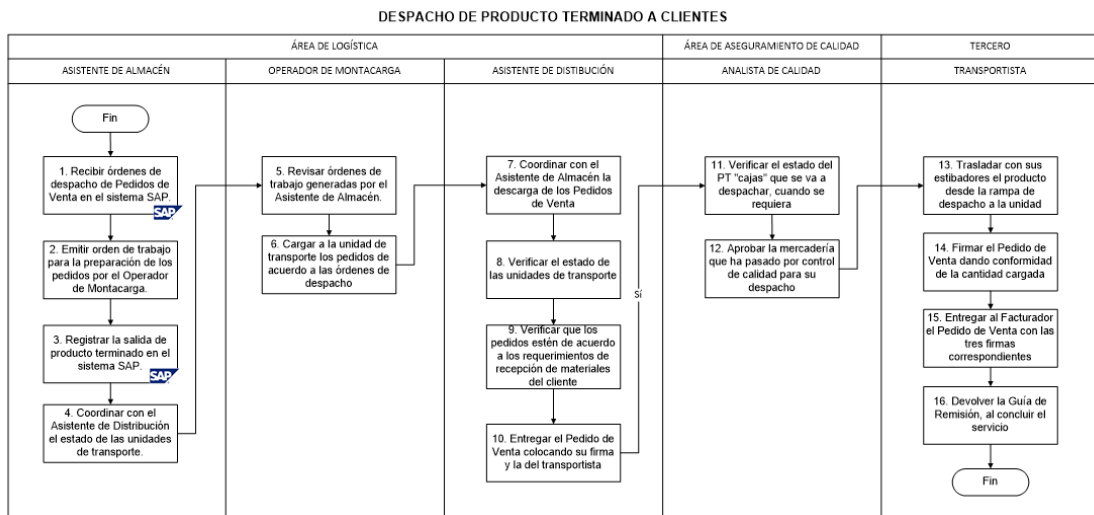 DESPACHO DE PRODUCTO TERMINADO A CLIENTES
ÁREA DE LOGÍSTICA
ÁREA DE ASEGURAMIENTO DE CALIDAD
TERCERO
ASISTENTE DE ALMACÉN
OPERADOR DE MONTACARGA
ASISTENTE DE DISTIBUCIÓN
ANALISTA DE CALIDAD
TRANSPORTISTA
Fin
1. Recibir órdenes de
despacho de Pedidos de
Venta en el sistema SAP.
SAP
2. Emitir orden de trabajo
para la preparación de los
pedidos por el Operador
de Montacarga.
3. Registrar la salida de
producto terminado en el
sistema SAP.
SAP
4. Coordinar con el
Asistente de Distribución
el estado de las unidades
de transporte.
5. Revisar órdenes de
trabajo generadas por el
Asistente de Almacén.
6. Cargar a la unidad de
transporte los pedidos de
acuerdo a las órdenes de
despacho
7. Coordinar con el
Asistente de Almacén la
descarga de los Pedidos
de Venta
8. Verificar el estado de
las unidades de transporte
9. Verificar que los
pedidos estén de acuerdo
a los requerimientos de
recepción de materiales
del cliente
10. Entregar el Pedido de
Venta colocando su firma
y la del transportista
Sí
11. Verificar el estado del
PT "cajas" que se va a
despachar, cuando se
requiera
12. Aprobar la mercadería
que ha pasado por control
de calidad para su
despacho
13. Trasladar con sus
estibadores el producto
desde la rampa de
despacho a la unidad
14. Firmar el Pedido de
Venta dando conformidad
de la cantidad cargada
15. Entregar al Facturador
el Pedido de Venta con las
tres firmas
correspondientes
16. Devolver la Guía de
Remisión, al concluir el
servicio
Fin